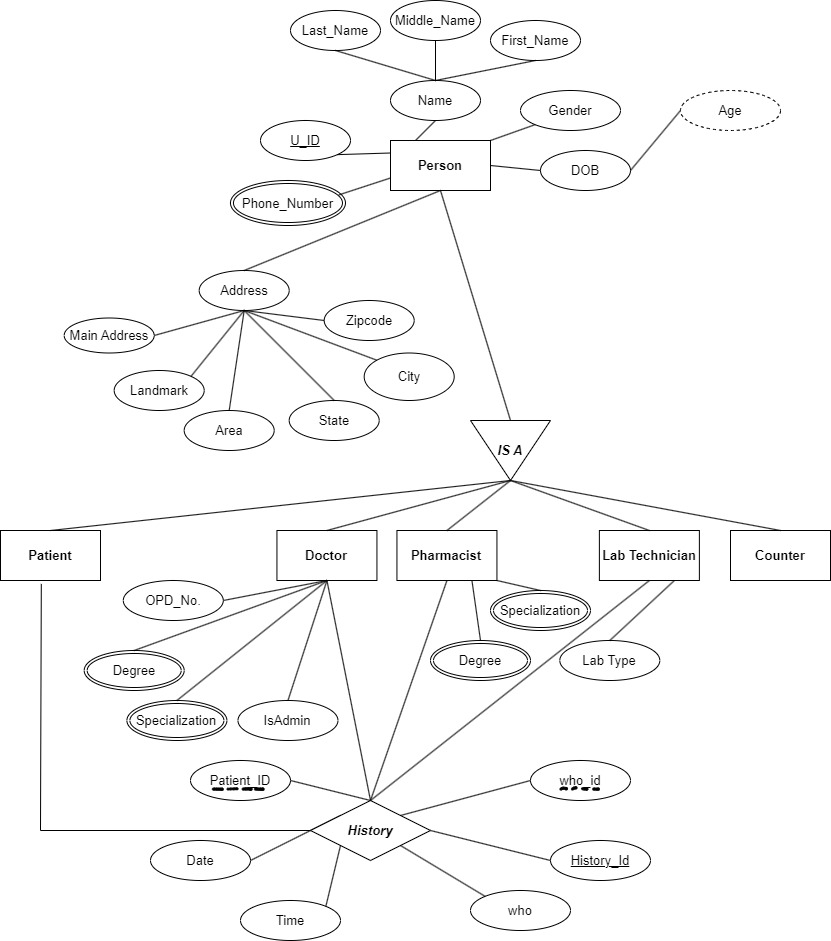 Middle_Name
Last_Name
First_Name
Name
Gender
Age
U_ID
Person
DOB
Phone_Number
Address
Zipcode
Main Address
City
Landmark
State
Area
IS A
Patient
Doctor
Pharmacist
Lab Technician
Counter
OPD_No.
Specialization
Degree
Degree
Lab Type
Specialization
IsAdmin
Patient_ID
who_id
History
Date
History_Id
who
Time